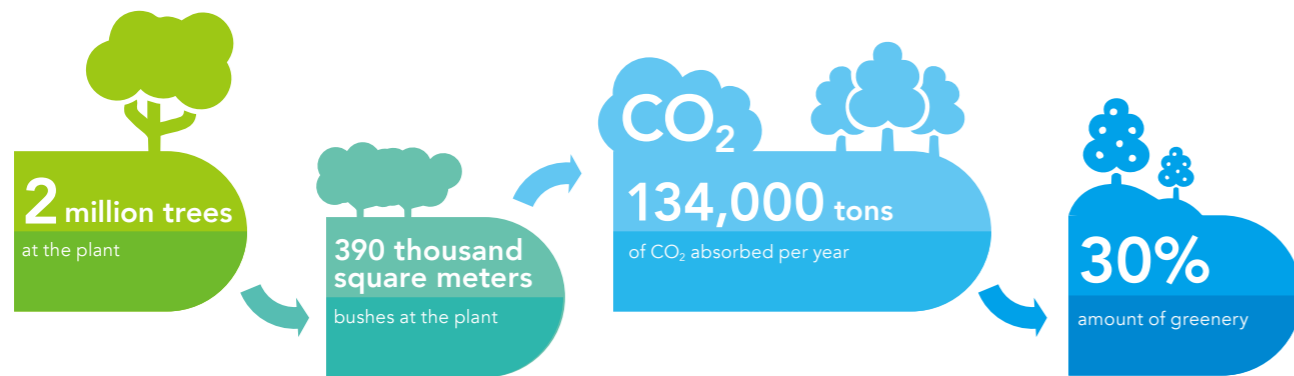 2 million trees
at the plant
390 thousand
square meters
bushes at the plant
CO₂
134,000 tons
of CO₂ absorbed per year
30%
amount of greenery